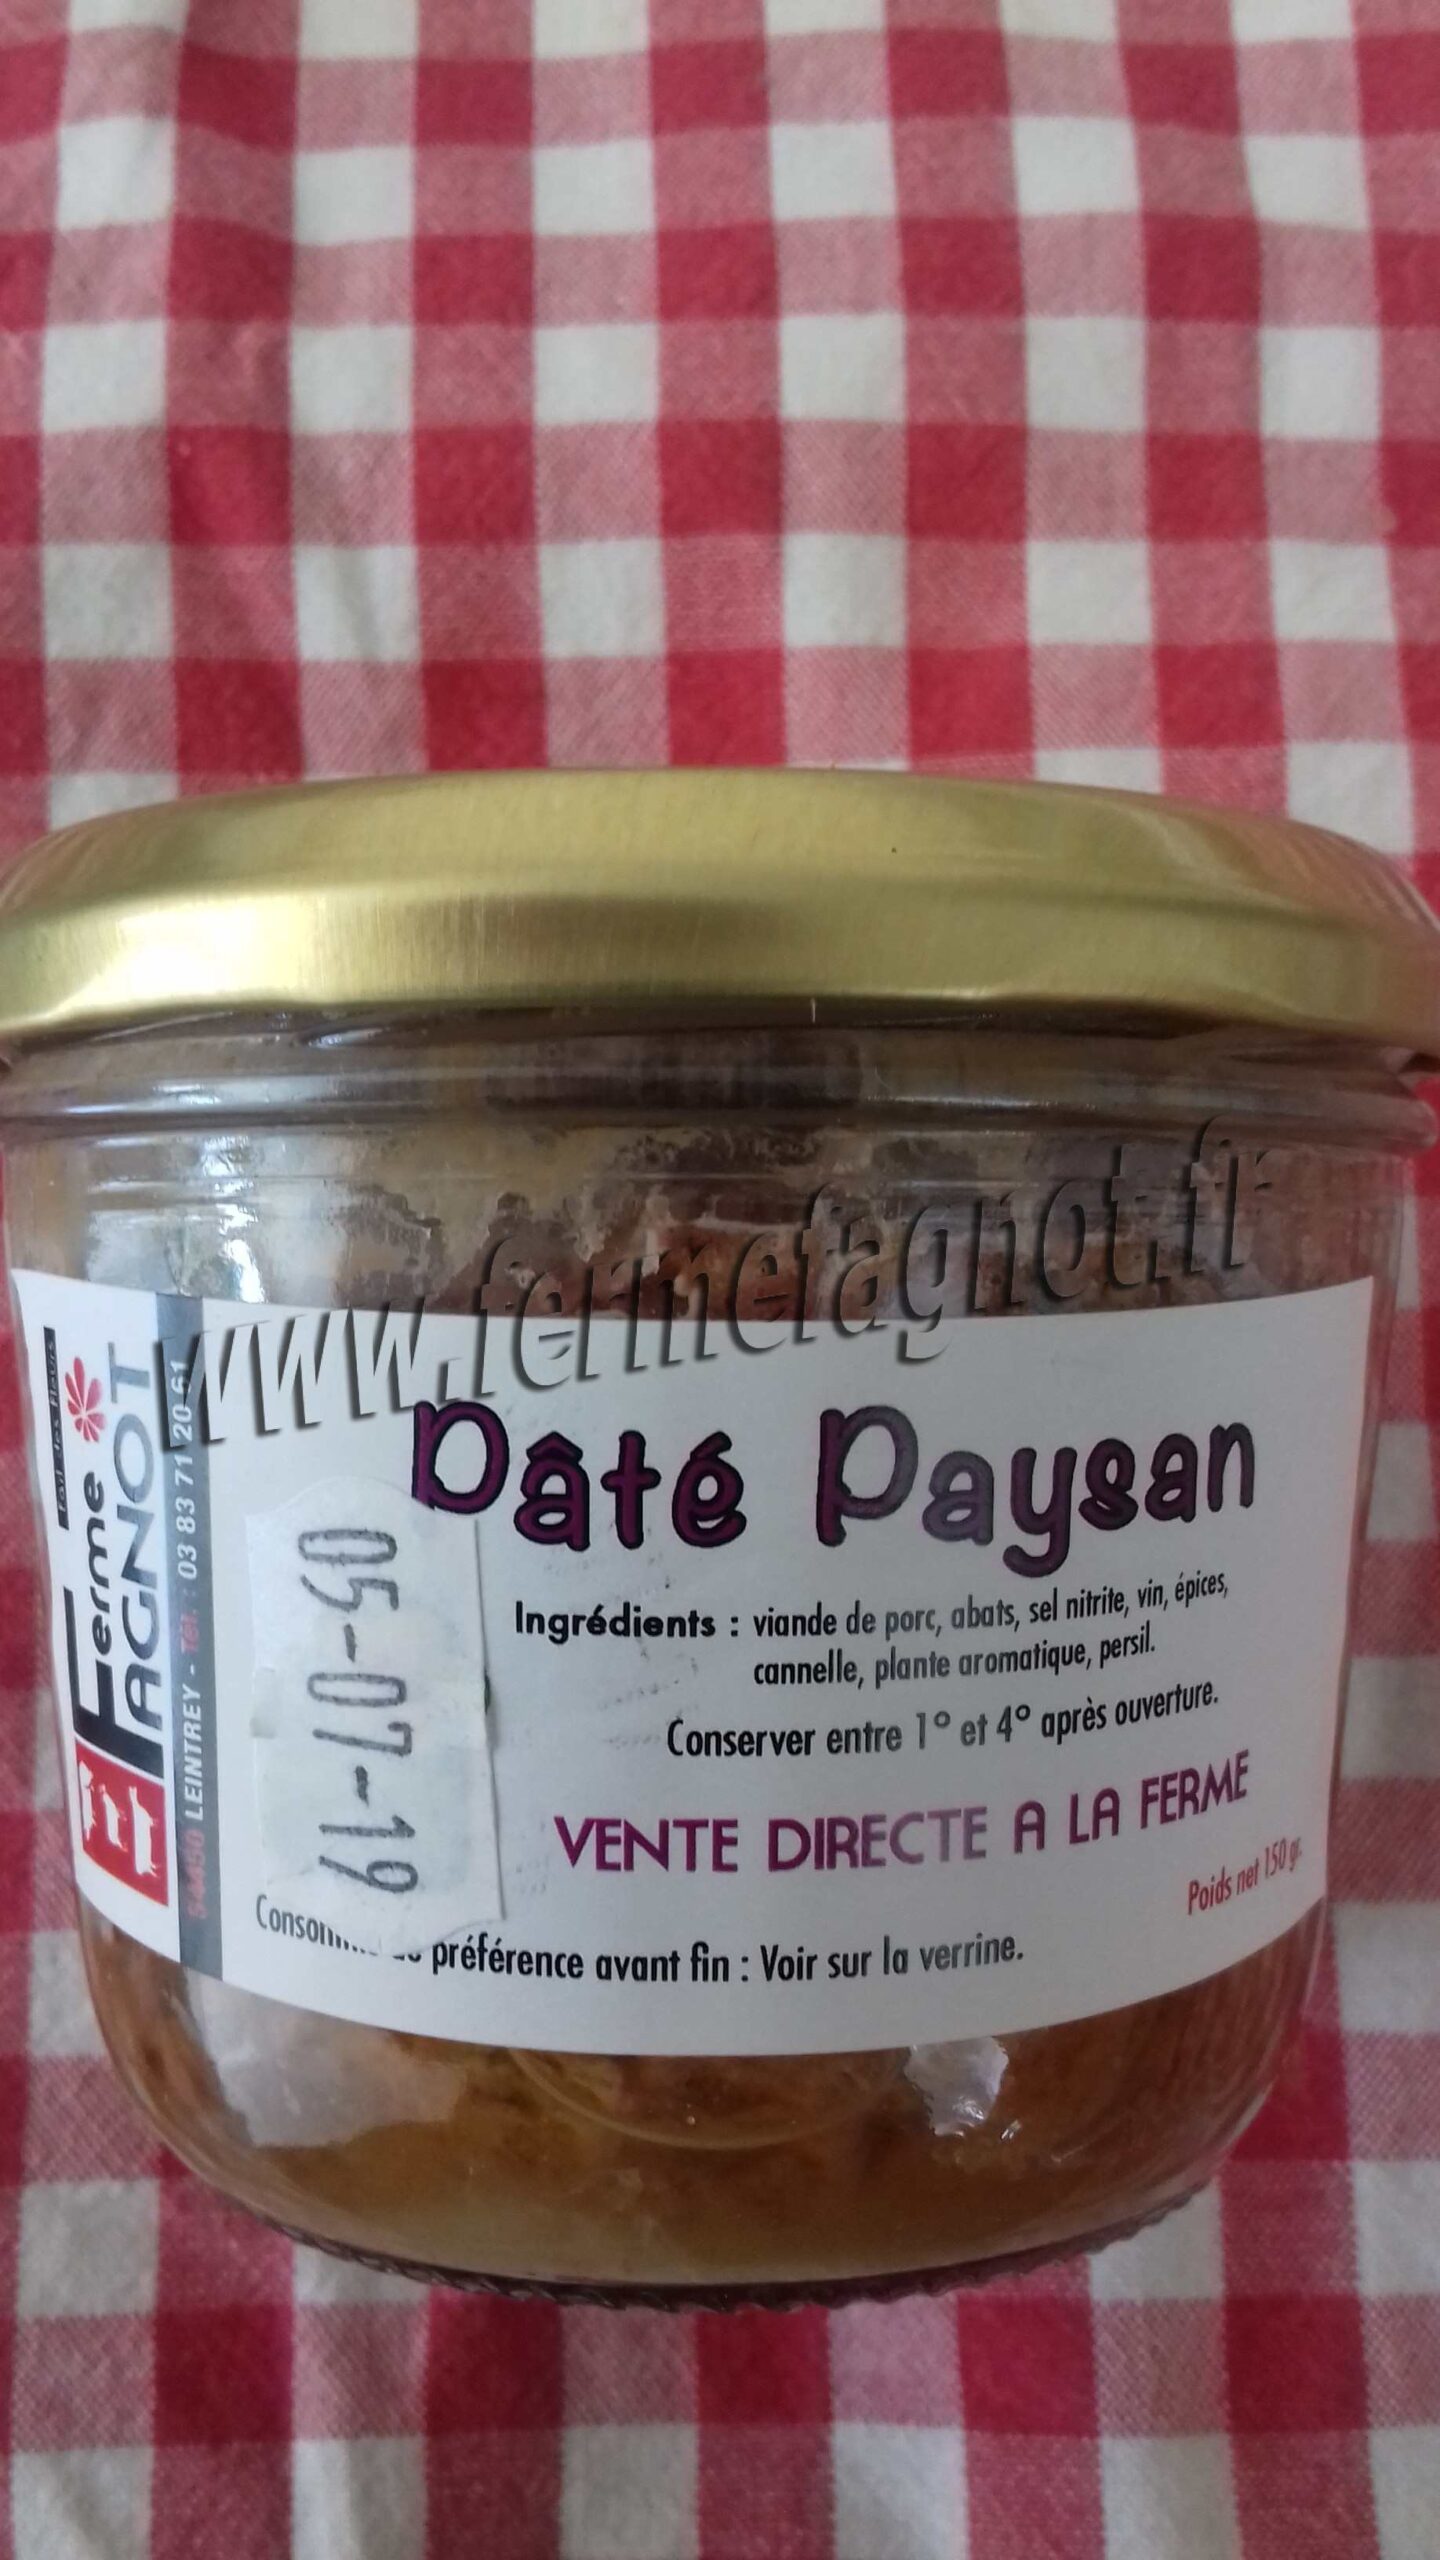 www.fermefagnot.fr
Ferme
FAGNOT
54450 LEINTREY - Tél. : 03 83 71 20 61
05-07-19
Pâté Paysan
Ingrédients : viande de porc, abats, sel nitrite, vin, épices,
cannelle, plante aromatique, persil.
Conserver entre 1° et 4° après ouverture.
VENTE DIRECTE A LA FERME
Poids net 150 gr.
préférence avant fin : Voir sur la verrine.